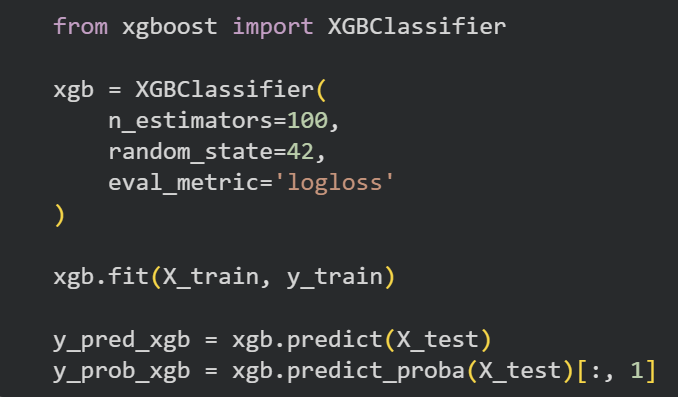 from xgboost import XGBClassifier
xgb = XGBClassifier(
    n_estimators=100,
    random_state=42,
    eval_metric='logloss'
)
xgb.fit(X_train, y_train)
y_pred_xgb = xgb.predict(X_test)
y_prob_xgb = xgb.predict_proba(X_test)[:, 1]